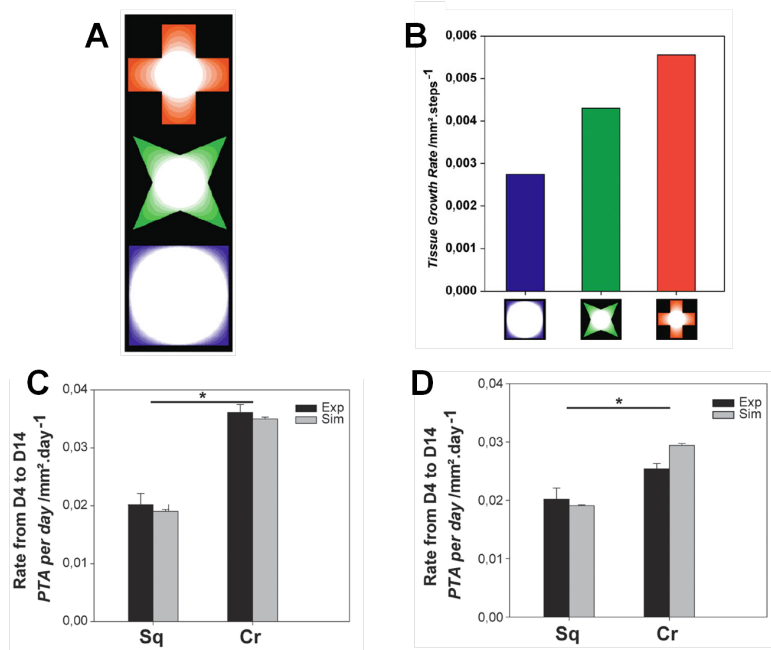 A
B
Tissue Growth Rate /mm².steps-1
0,006
0,005
0,004
0,003
0,002
0,001
0,000
C
Rate from D4 to D14
PTA per day /mm².day-1
0,04
0,03
0,02
0,01
0,00
*
Exp
Sim
Sq Cr
D
Rate from D4 to D14
PTA per day /mm².day-1
0,04
0,03
0,02
0,01
0,00
*
Exp
Sim
Sq Cr